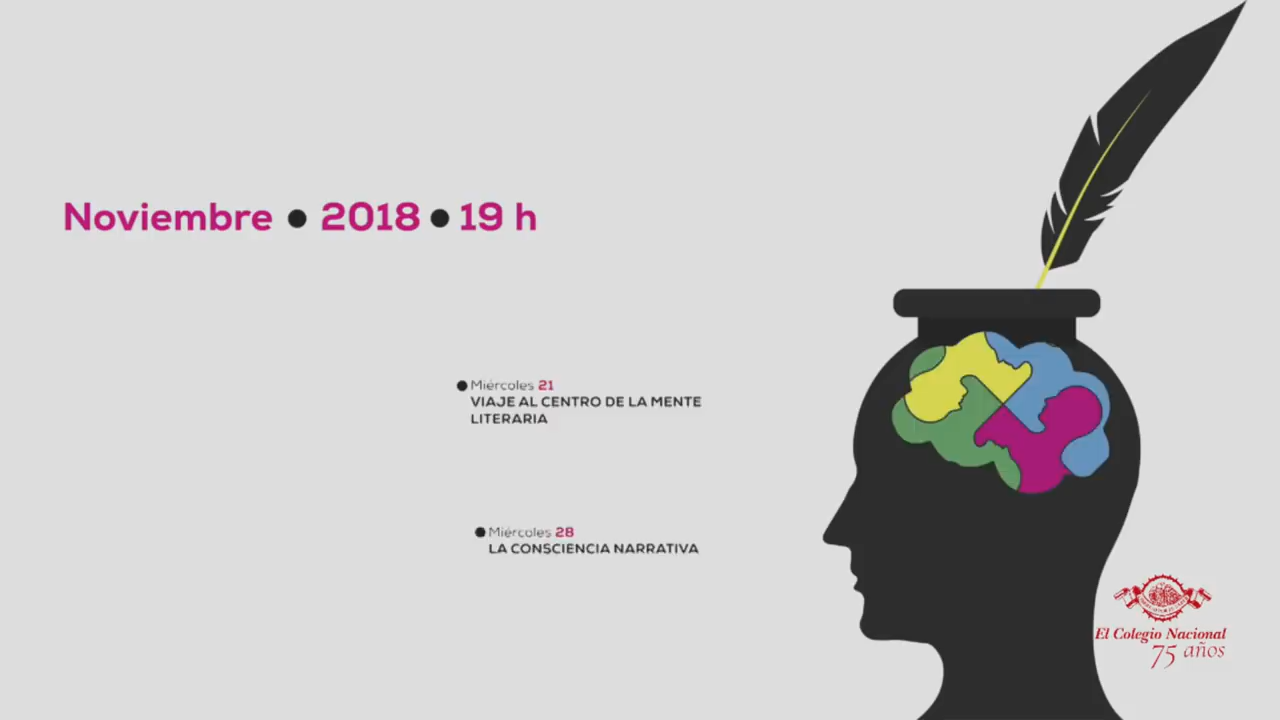 Noviembre • 2018 • 19 h
Miércoles 21
VIAJE AL CENTRO DE LA MENTE
LITERARIA
Miércoles 28
LA CONSCIENCIA NARRATIVA
El Colegio Nacional
75 años